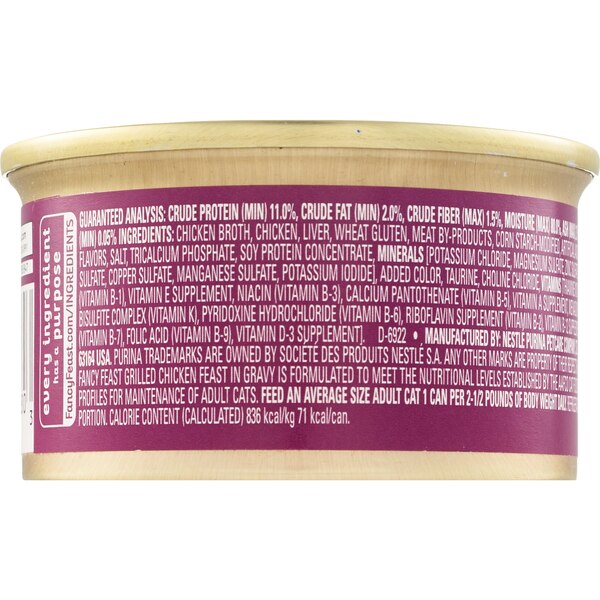 every ingredient
has a purpose
FancyFeast.com/INGREDIENTS
GUARANTEED ANALYSIS: CRUDE PROTEIN (MIN) 11.0%, CRUDE FAT (MIN) 2.0%, CRUDE FIBER (MAX) 1.5%, MOISTURE (MAX)
(MIN) 0.05% INGREDIENTS: CHICKEN BROTH, CHICKEN, LIVER, WHEAT GLUTEN, MEAT BY-PRODUCTS, CORN STARCH-MODIFIED,
FLAVORS, SALT, TRICALCIUM PHOSPHATE, SOY PROTEIN CONCENTRATE, MINERALS [POTASSIUM CHLORIDE, MAGNESIUM SULFATE,
SULFATE, COPPER SULFATE, MANGANESE SULFATE, POTASSIUM IODIDE], ADDED COLOR, TAURINE, CHOLINE CHLORIDE, VITAMINS
(VITAMIN B-1), VITAMIN E SUPPLEMENT, NIACIN (VITAMIN B-3), CALCIUM PANTOTHENATE (VITAMIN B-5), VITAMIN A SUPPLEMENT,
BISULFITE COMPLEX (VITAMIN K), PYRIDOXINE HYDROCHLORIDE (VITAMIN B-6), RIBOFLAVIN SUPPLEMENT (VITAMIN B-2),
(VITAMIN B-7), FOLIC ACID (VITAMIN B-9), VITAMIN D-3 SUPPLEMENT]. D-6922 • MANUFACTURED BY: NESTLÉ PURINA PETCARE COMPANY,
63164 USA. PURINA TRADEMARKS ARE OWNED BY SOCIÉTÉ DES PRODUITS NESTLÉ S.A. ANY OTHER MARKS ARE PROPERTY OF THEIR
FANCY FEAST GRILLED CHICKEN FEAST IN GRAVY IS FORMULATED TO MEET THE NUTRITIONAL LEVELS ESTABLISHED BY THE AAFCO
PROFILES FOR MAINTENANCE OF ADULT CATS. FEED AN AVERAGE SIZE ADULT CAT 1 CAN PER 2-1/2 POUNDS OF BODY WEIGHT DAILY.
PORTION. CALORIE CONTENT (CALCULATED) 836 kcal/kg 71 kcal/can.